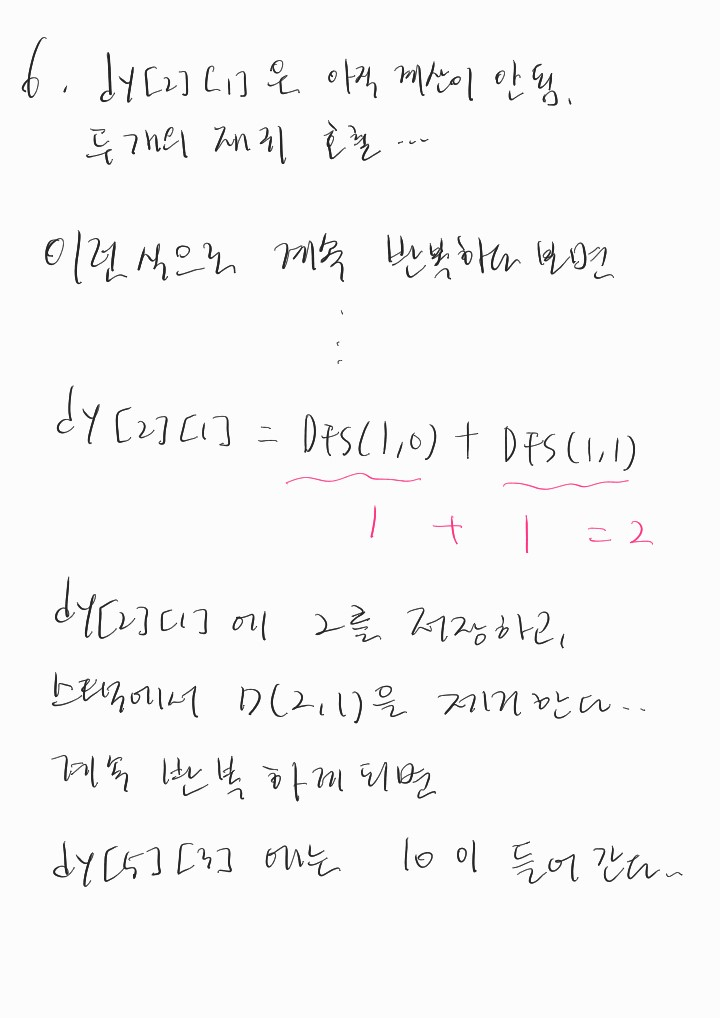 6. dy[2][1]은 아직 계산이 안됨.
두개의 재귀 호출...
이런식으로 계속 반복하다 보면
dy[2][1] = DFS(1,0) + DFS(1,1)
1 + 1 = 2
dy[2][1]에 2를 저장하고,
스택에서 D(2,1)을 제거한다..
계속 반복하게되면
dy[5][3]에는 10이 들어간다~